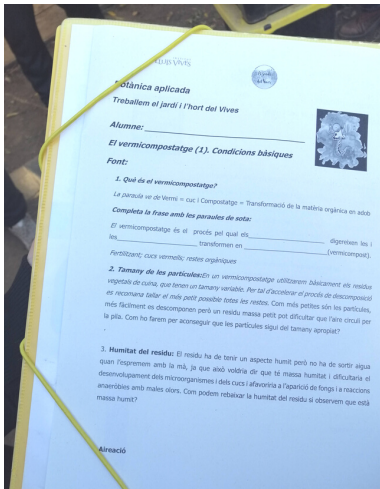 LLUÍS VIVES
Botànica aplicada
Treballem el jardí i l'hort del Vives
Alumne:
El vermicompostatge (1). Condicions bàsiques
Font:
1. Què és el vermicompostatge?
La paraula ve de Vermi = cuc i Compostatge = Transformació de la matèria orgànica en adob
Completa la frase amb les paraules de sota:
El vermicompostatge és el procés pel qual els digereixen les i
les transformen en (vermicompost).
Fertilitzant; cucs vermells; restes orgàniques
2. Tamany de les partícules:En un vermicompostatge utilitzarem bàsicament els residus
vegetals de cuina, que tenen un tamany variable. Per tal d'accelerar el procés de descomposició
es recomana tallar el més petit possible totes les restes. Com més petites són les partícules,
més fàcilment es descomponen però un residu massa petit pot dificultar que l'aire circuli per
la pila. Com ho farem per aconseguir que les partícules sigui del tamany apropiat?
3. Humitat del residu: El residu ha de tenir un aspecte humit però no ha de sortir aigua
quan l'espremem amb la mà, ja que això voldria dir que té massa humitat i dificultaria el
desenvolupament dels microorganismes i dels cucs i afavoriria a l'aparició de fongs i a reaccions
anaeròbies amb males olors. Com podem rebaixar la humitat del residu si observem que està
massa humit?
Aireació